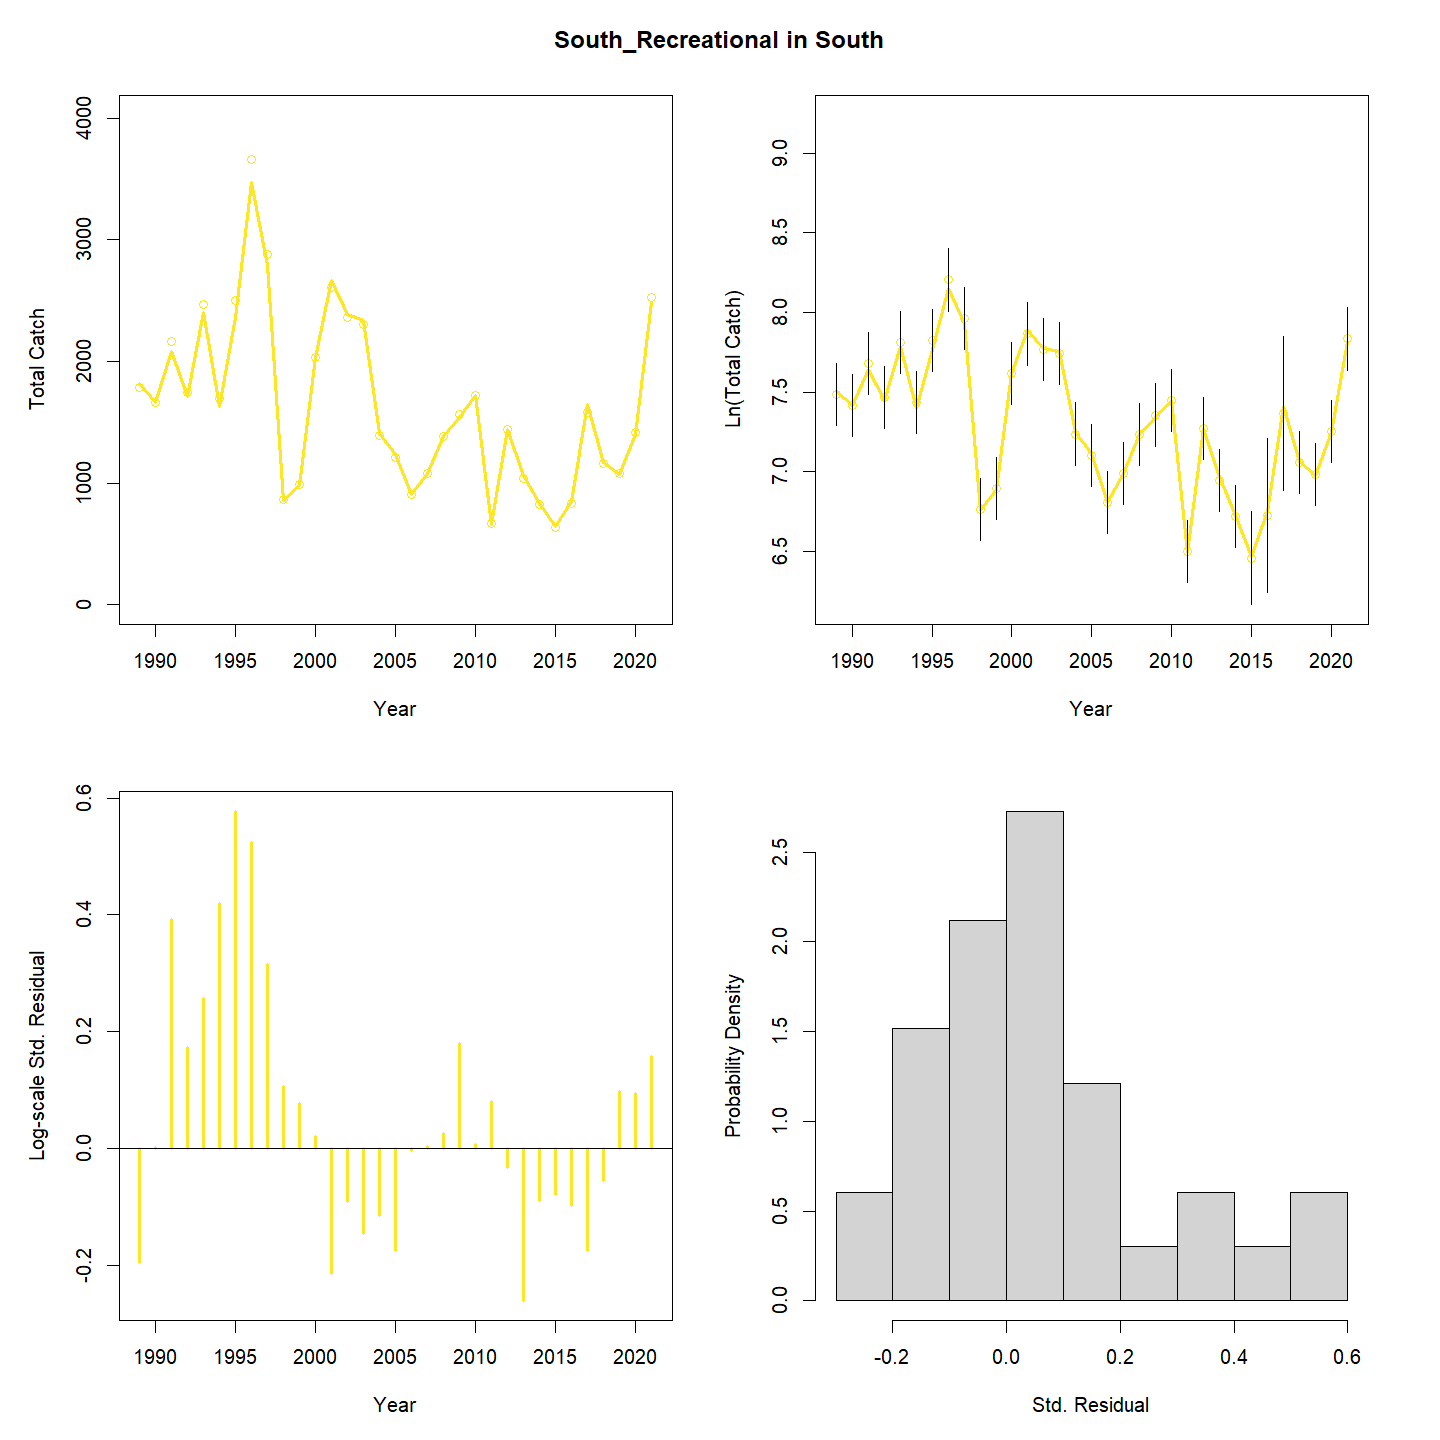 South_Recreational in South
Total Catch
4000
3000
2000
1000
0
1990 1995 2000 2005 2010 2015 2020
Year
Ln(Total Catch)
9.0
8.5
8.0
7.5
7.0
6.5
1990 1995 2000 2005 2010 2015 2020
Year
Log-scale Std. Residual
0.6
0.4
0.2
0.0
-0.2
1990 1995 2000 2005 2010 2015 2020
Year
Probability Density
2.5
2.0
1.5
1.0
0.5
0.0
-0.2 0.0 0.2 0.4 0.6
Std. Residual